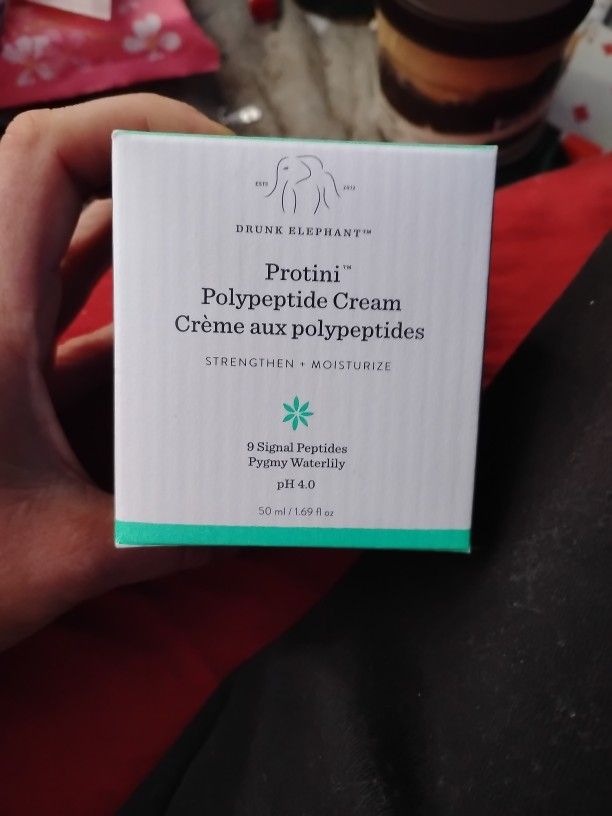 ESTD 2012
DRUNK ELEPHANT™
Protini™
Polypeptide Cream
Crème aux polypeptides
STRENGTHEN + MOISTURIZE
9 Signal Peptides
Pygmy Waterlily
pH 4.0
50 ml / 1.69 fl oz